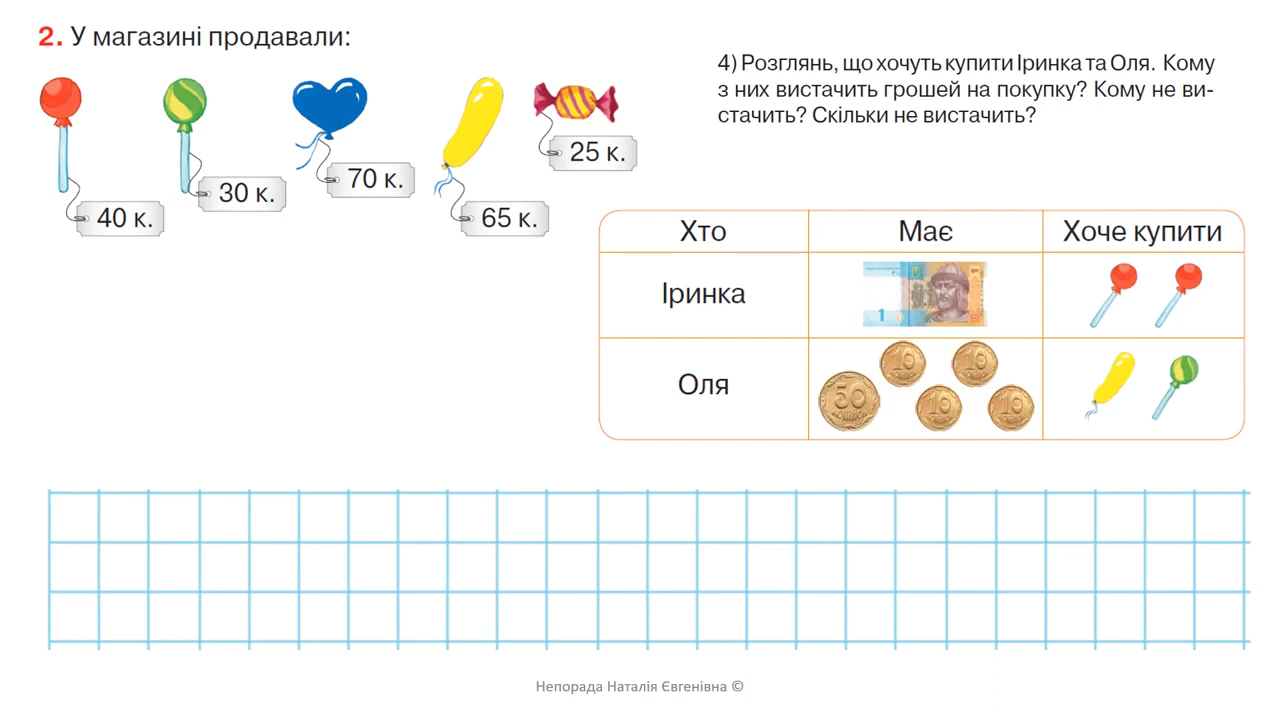 2. У магазині продавали:
40 к.
30 к.
70 к.
65 к.
25 к.
4) Розглянь, що хочуть купити Іринка та Оля. Кому
з них вистачить грошей на покупку? Кому не ви-
стачить? Скільки не вистачить?
Хто Має Хоче купити
Іринка
1
Оля
50 10 10 10 10
Непорада Наталія Євгенівна ©